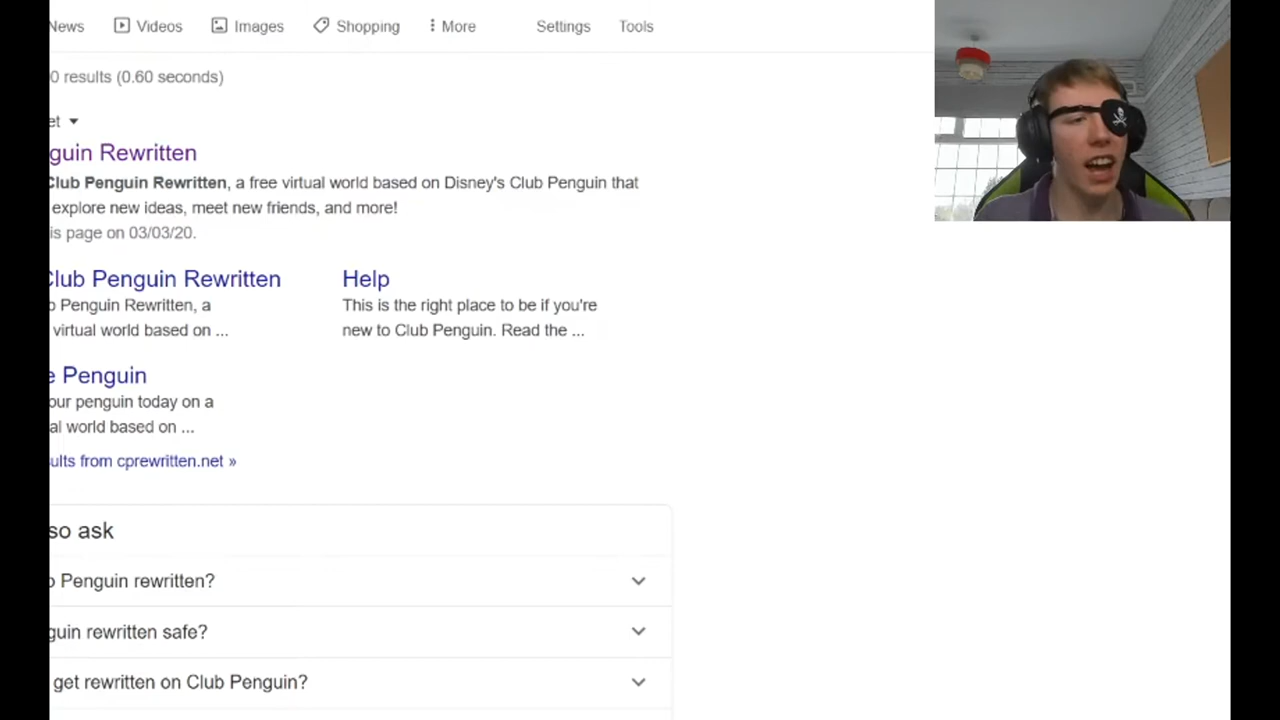 News Videos Images Shopping More Settings Tools
0 results (0.60 seconds)
et
guin Rewritten
Club Penguin Rewritten, a free virtual world based on Disney's Club Penguin that
explore new ideas, meet new friends, and more!
is page on 03/03/20.
Club Penguin Rewritten
Penguin Rewritten, a
virtual world based on ...
Help
This is the right place to be if you're
new to Club Penguin. Read the ...
e Penguin
our penguin today on a
al world based on ...
ults from cprewritten.net »
so ask
Penguin rewritten?
guin rewritten safe?
get rewritten on Club Penguin?